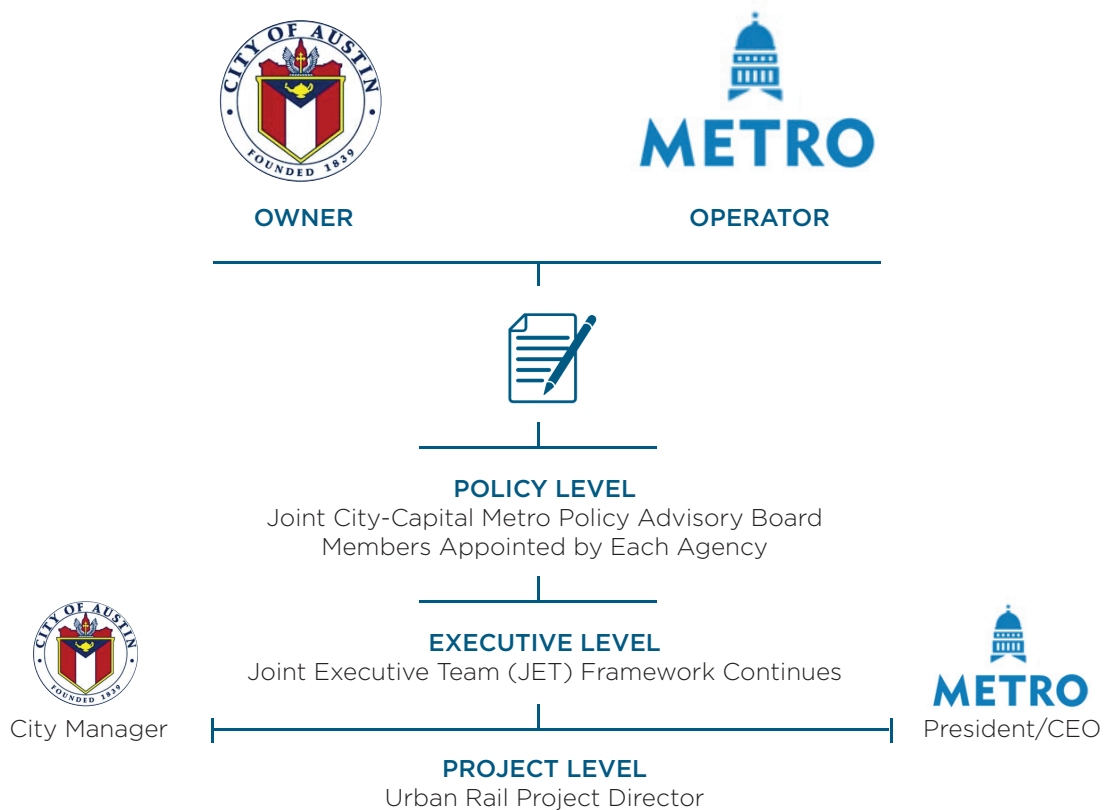 CITY OF AUSTIN
FOUNDED 1839
METRO
OWNER
OPERATOR
POLICY LEVEL
Joint City-Capital Metro Policy Advisory Board
Members Appointed by Each Agency
EXECUTIVE LEVEL
Joint Executive Team (JET) Framework Continues
CITY OF AUSTIN
FOUNDED 1839
City Manager
METRO
President/CEO
PROJECT LEVEL
Urban Rail Project Director